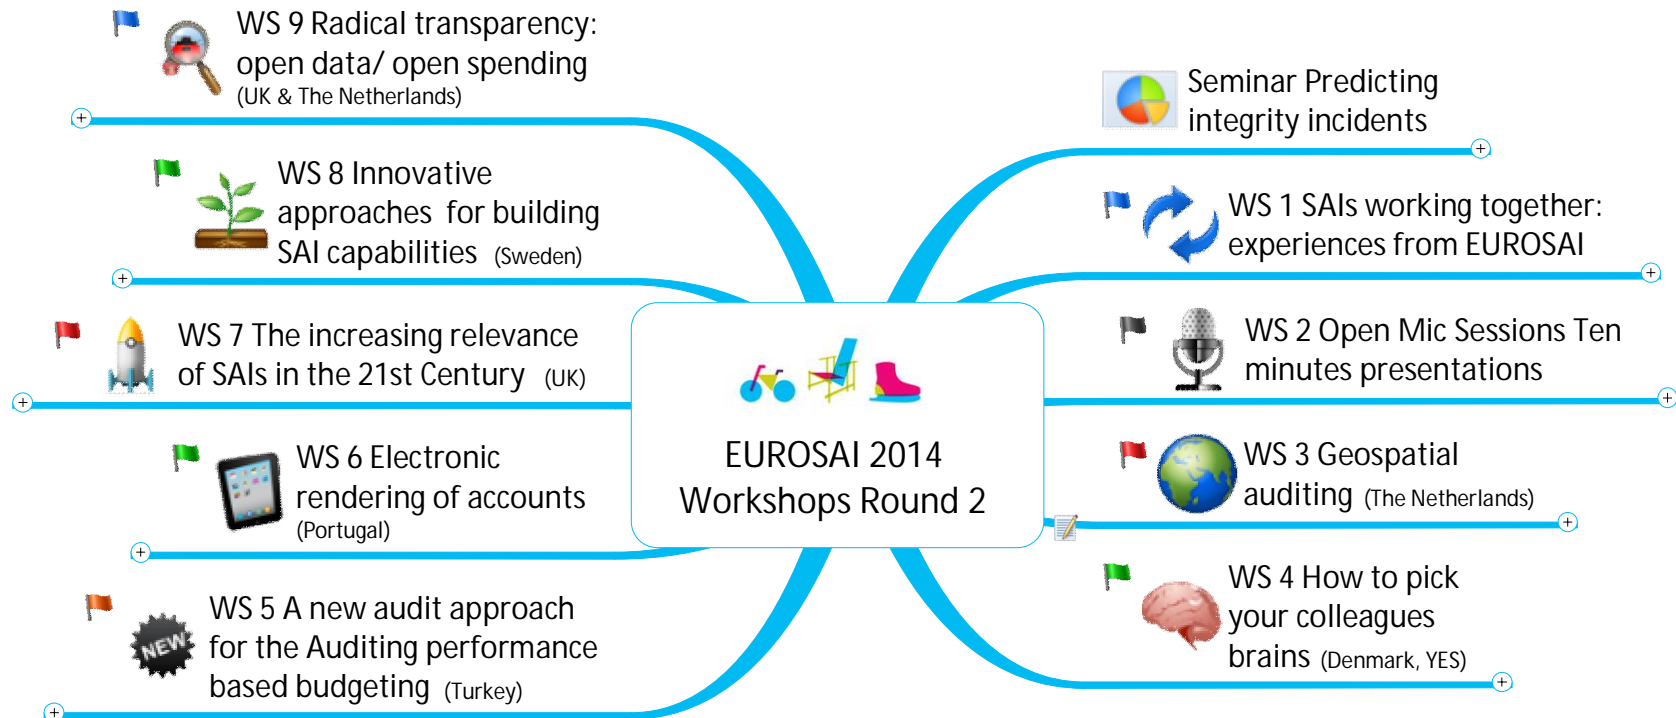 EUROSAI 2014
Workshops Round 2
Seminar Predicting
integrity incidents
WS 1 SAIs working together:
experiences from EUROSAI
WS 2 Open Mic Sessions Ten
minutes presentations
WS 3 Geospatial
auditing (The Netherlands)
WS 4 How to pick
your colleagues
brains (Denmark, YES)
WS 5 A new audit approach
for the Auditing performance
based budgeting (Turkey)
NEW
WS 6 Electronic
rendering of accounts
(Portugal)
WS 7 The increasing relevance
of SAIs in the 21st Century (UK)
WS 8 Innovative
approaches for building
SAI capabilities (Sweden)
WS 9 Radical transparency:
open data/ open spending
(UK & The Netherlands)